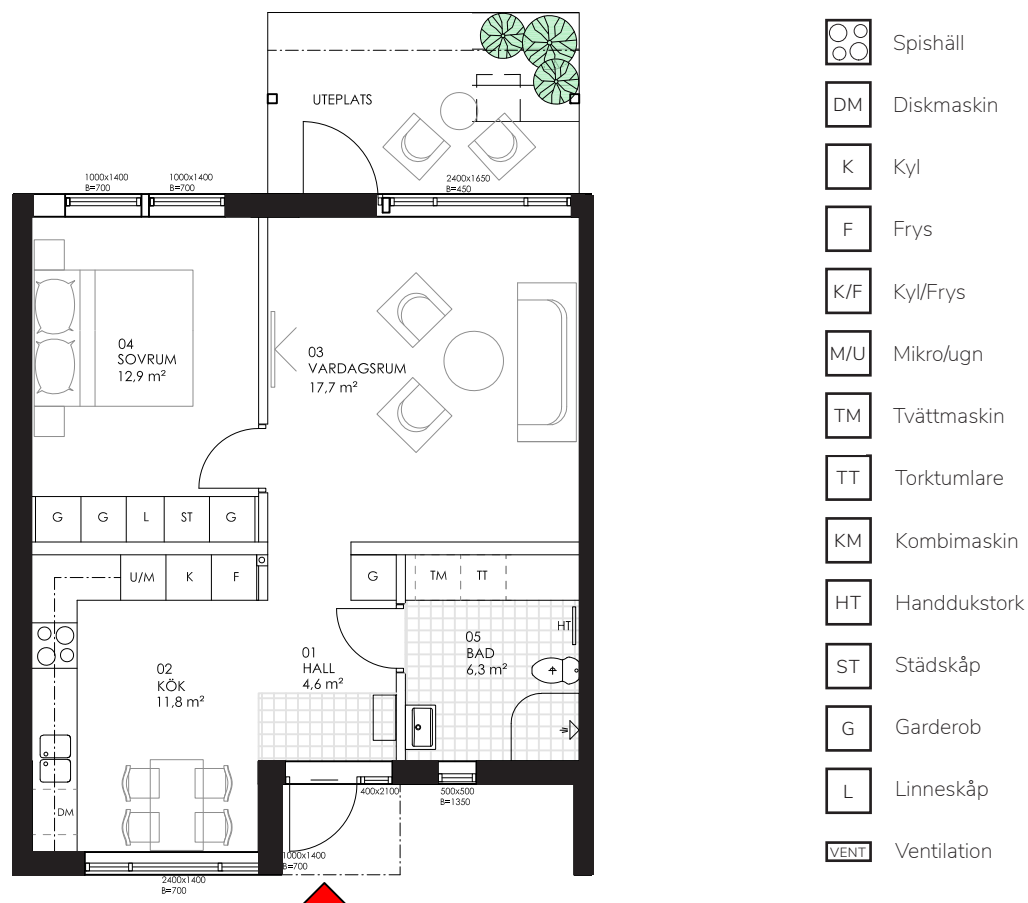 UTEPLATS
1000x1400
B=700
1000x1400
B=700
2400x1650
B=450
04
SOVRUM
12,9 m²
03
VARDAGSRUM
17,7 m²
G
G
L
ST
G
U/M
K
F
G
TM
TT
HT
05
BAD
6,3 m²
01
HALL
4,6 m²
02
KÖK
11,8 m²
DM
400x2100
500x500
B=1350
1000x1400
B=700
2400x1400
B=700
Spishäll
DM Diskmaskin
K Kyl
F Frys
K/F Kyl/Frys
M/U Mikro/ugn
TM Tvättmaskin
TT Torktumlare
KM Kombimaskin
HT Handdukstork
ST Städskåp
G Garderob
L Linneskåp
VENT Ventilation